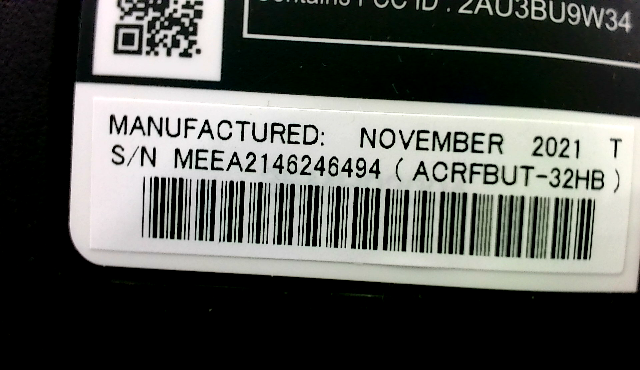 Contains FCC ID : 2AU3BU9W34
MANUFACTURED: NOVEMBER 2021 T
S/N MEEA2146246494 ( ACRFBUT-32HB )